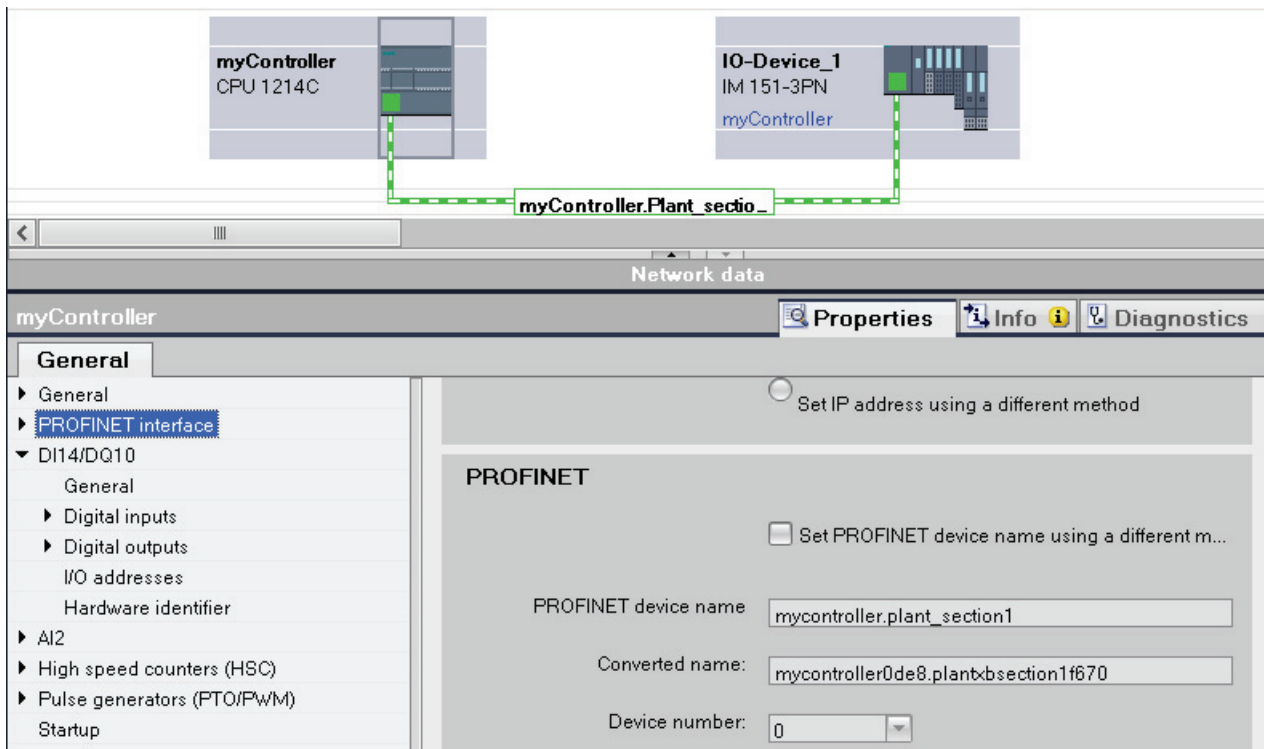 myController
CPU 1214C
IO-Device_1
IM 151-3PN
myController
myController.Plant_sectio_
Network data
myController
Properties
Info
Diagnostics
General
General
PROFINET interface
DI14/DQ10
General
Digital inputs
Digital outputs
I/O addresses
Hardware identifier
AI2
High speed counters (HSC)
Pulse generators (PTO/PWM)
Startup
Set IP address using a different method
PROFINET
Set PROFINET device name using a different m...
PROFINET device name
mycontroller.plant_section1
Converted name:
mycontroller0de8.plantxbsection1f670
Device number:
0